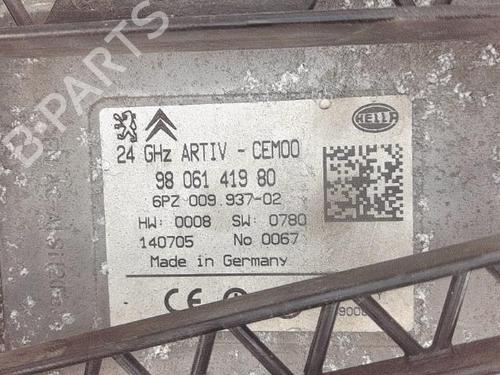 B-PARTS
HELLA
24 GHz ARTIV - CEM00
98 061 419 80
6PZ 009.937-02
HW: 0008 SW: 0780
140705 No 0067
Made in Germany
CE